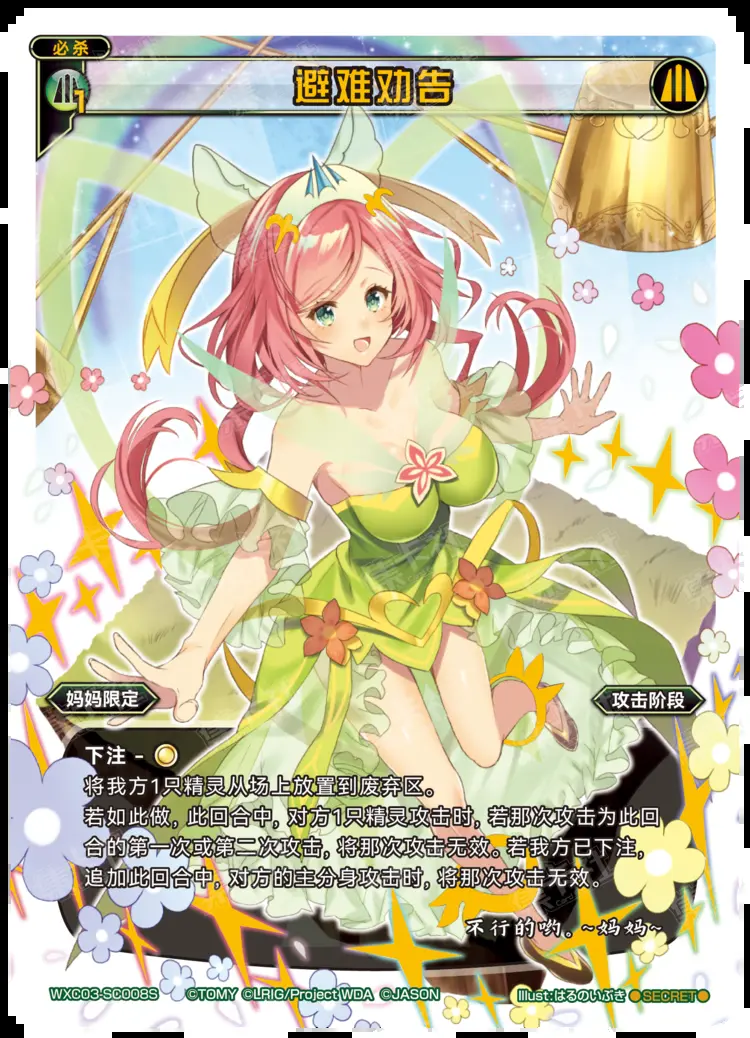 必杀
避难劝告
1
妈妈限定
攻击阶段
下注 -
将我方1只精灵从场上放置到废弃区。
若如此做, 此回合中, 对方1只精灵攻击时, 若那次攻击为此回
合的第一次或第二次攻击, 将那次攻击无效。若我方已下注,
追加此回合中, 对方的主分身攻击时, 将那次攻击无效。
不行的哟。~妈妈~
WXC03-SC008S ©TOMY ©LRIG/Project WDA ©JASON Illust:はるのいぶき ●SECRET●